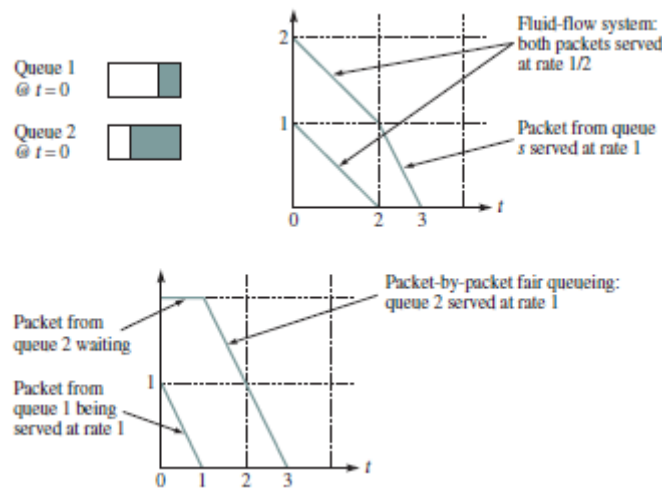 Queue 1
@ t = 0
Queue 2
@ t = 0
2
1
0
2
3
t
Fluid-flow system:
both packets served
at rate 1/2
Packet from queue
s served at rate 1
Packet from
queue 2 waiting
1
Packet from
queue 1 being
served at rate 1
0
1
2
3
t
Packet-by-packet fair queueing:
queue 2 served at rate 1